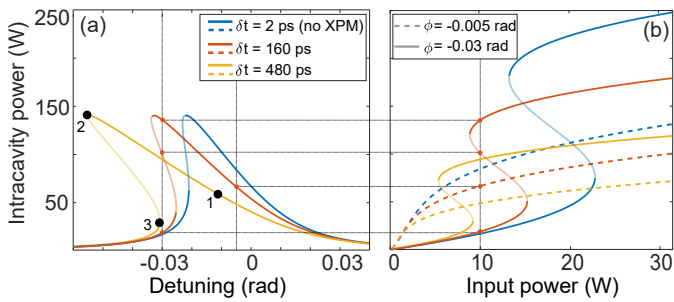 (a)
δt = 2 ps (no XPM)
δt = 160 ps
δt = 480 ps
Intracavity power (W)
250
150
50
2
1
3
-0.03
0
0.04
Detuning (rad)
(b)
ϕ= -0.005 rad
ϕ= -0.03 rad
0
10
20
30
Input power (W)